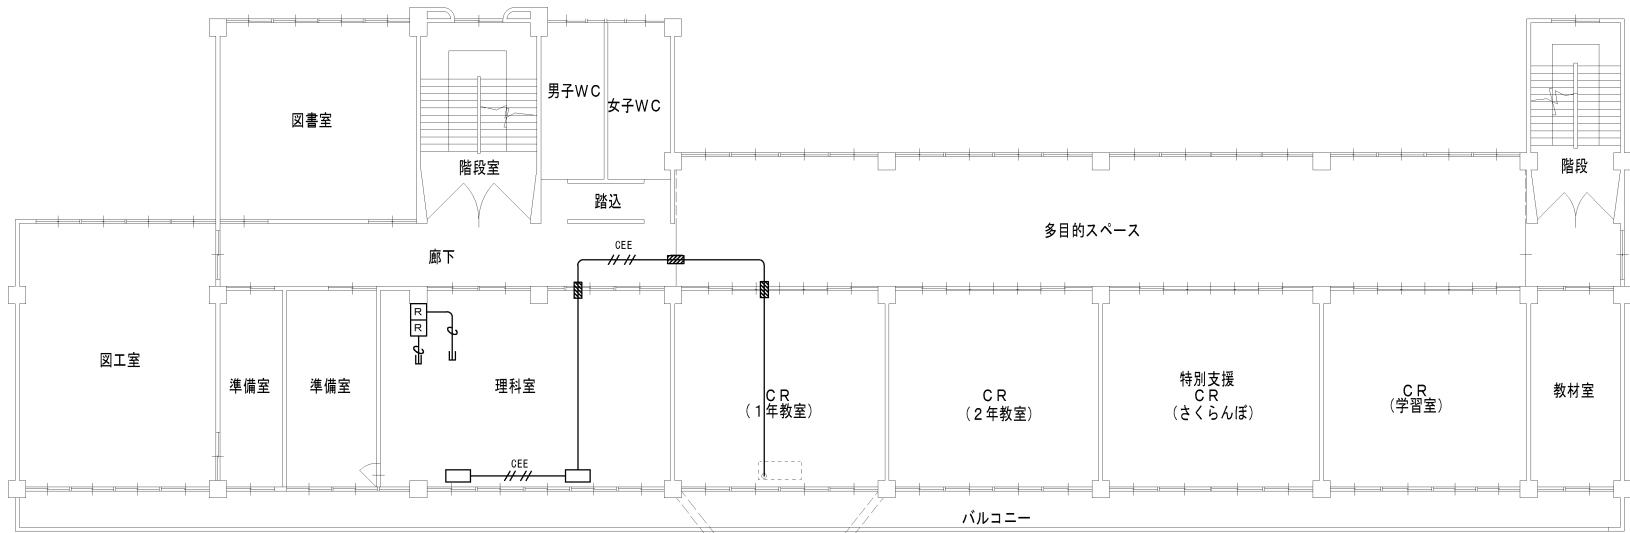 男子ＷＣ
女子ＷＣ
図書室
階段室
階段
踏込
多目的スペース
CEE
廊下
R
R
図工室
準備室
準備室
理科室
ＣＲ
（１年教室）
ＣＲ
（２年教室）
特別支援
ＣＲ
（さくらんぼ）
ＣＲ
（学習室）
教材室
CEE
バルコニー